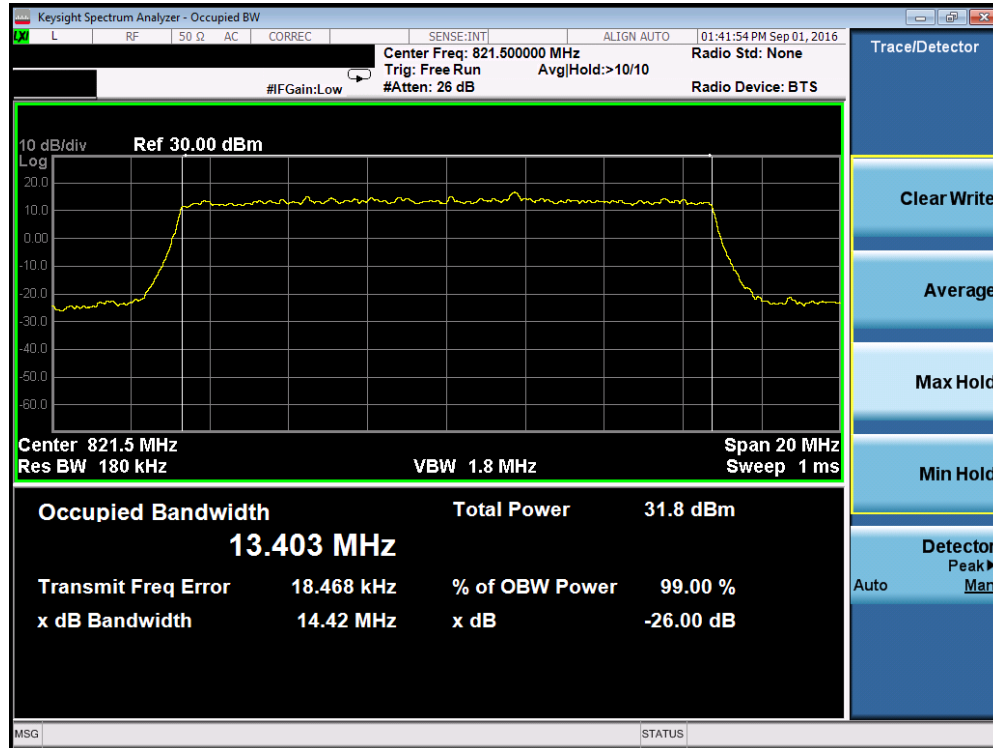 Keysight Spectrum Analyzer - Occupied BW
LXI L RF 50 Ω AC CORREC SENSE:INT ALIGN AUTO 01:41:54 PM Sep 01, 2016
Center Freq: 821.500000 MHz Radio Std: None
Trig: Free Run Avg|Hold:>10/10
#IFGain:Low #Atten: 26 dB Radio Device: BTS
10 dB/div Ref 30.00 dBm
Log
20.0
10.0
0.00
-10.0
-20.0
-30.0
-40.0
-50.0
-60.0
Center 821.5 MHz Span 20 MHz
Res BW 180 kHz VBW 1.8 MHz Sweep 1 ms
Occupied Bandwidth Total Power 31.8 dBm
13.403 MHz
Transmit Freq Error 18.468 kHz % of OBW Power 99.00 %
x dB Bandwidth 14.42 MHz x dB -26.00 dB
Trace/Detector
Clear Write
Average
Max Hold
Min Hold
Detector
Peak▶
Auto Man
MSG STATUS